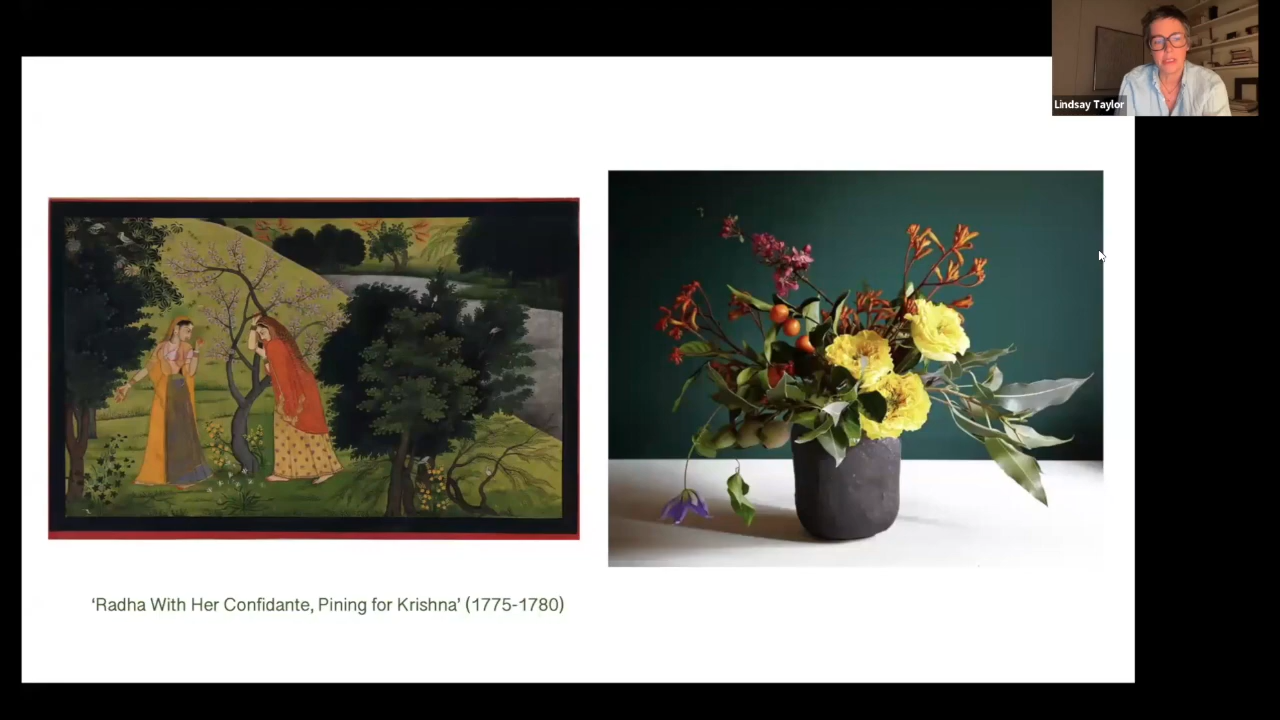 Lindsay Taylor
‘Radha With Her Confidante, Pining for Krishna’ (1775-1780)